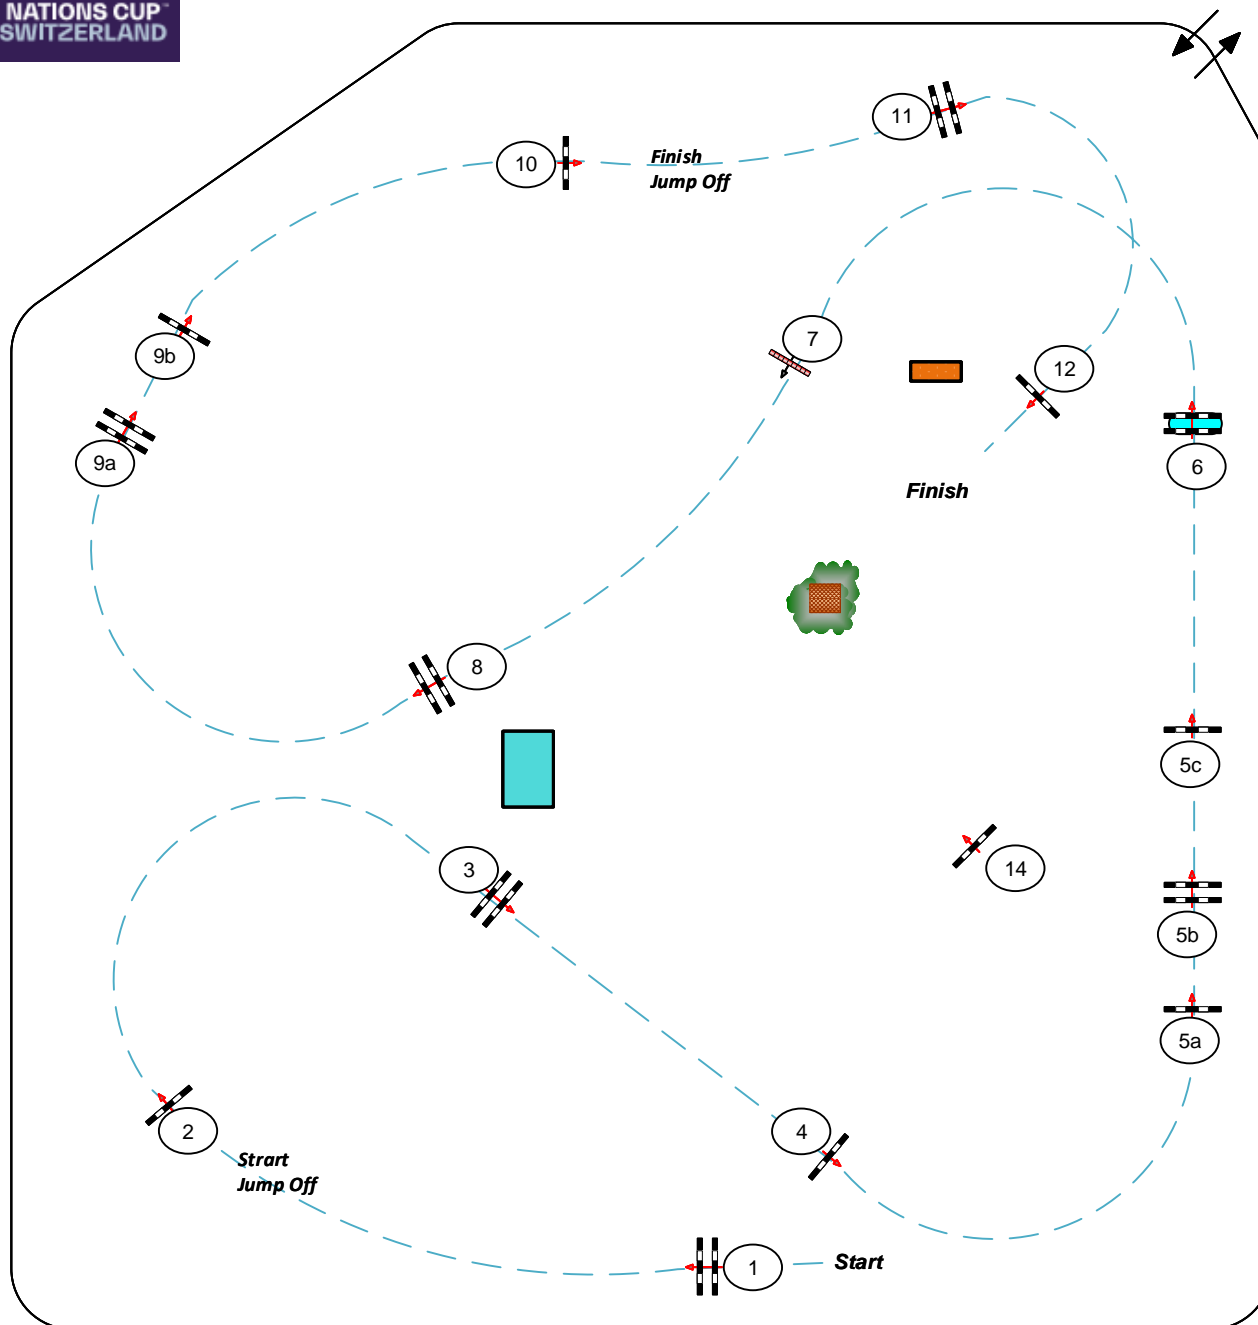 NATIONS CUP™
SWITZERLAND
11
10
Finish
Jump Off
7
9b
12
9a
6
Finish
8
5c
3
14
5b
5a
4
2
Strart
Jump Off
1
Start